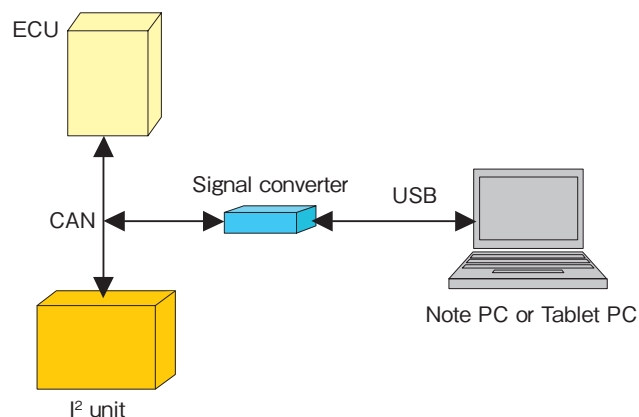 ECU
Signal converter
USB
CAN
Note PC or Tablet PC
I² unit